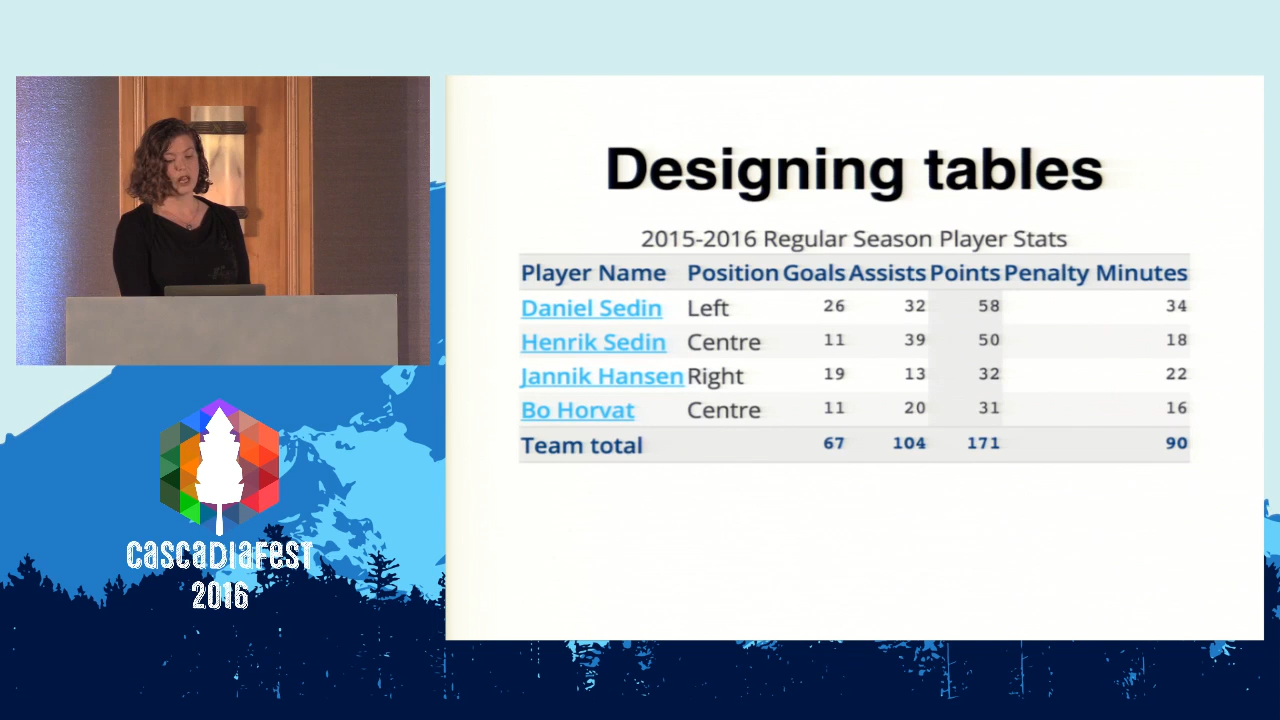 Designing tables
2015-2016 Regular Season Player Stats
Player Name Position Goals Assists Points Penalty Minutes
Daniel Sedin Left 26 32 58 34
Henrik Sedin Centre 11 39 50 18
Jannik Hansen Right 19 13 32 22
Bo Horvat Centre 11 20 31 16
Team total 67 104 171 90
CASCADIAFEST
2016